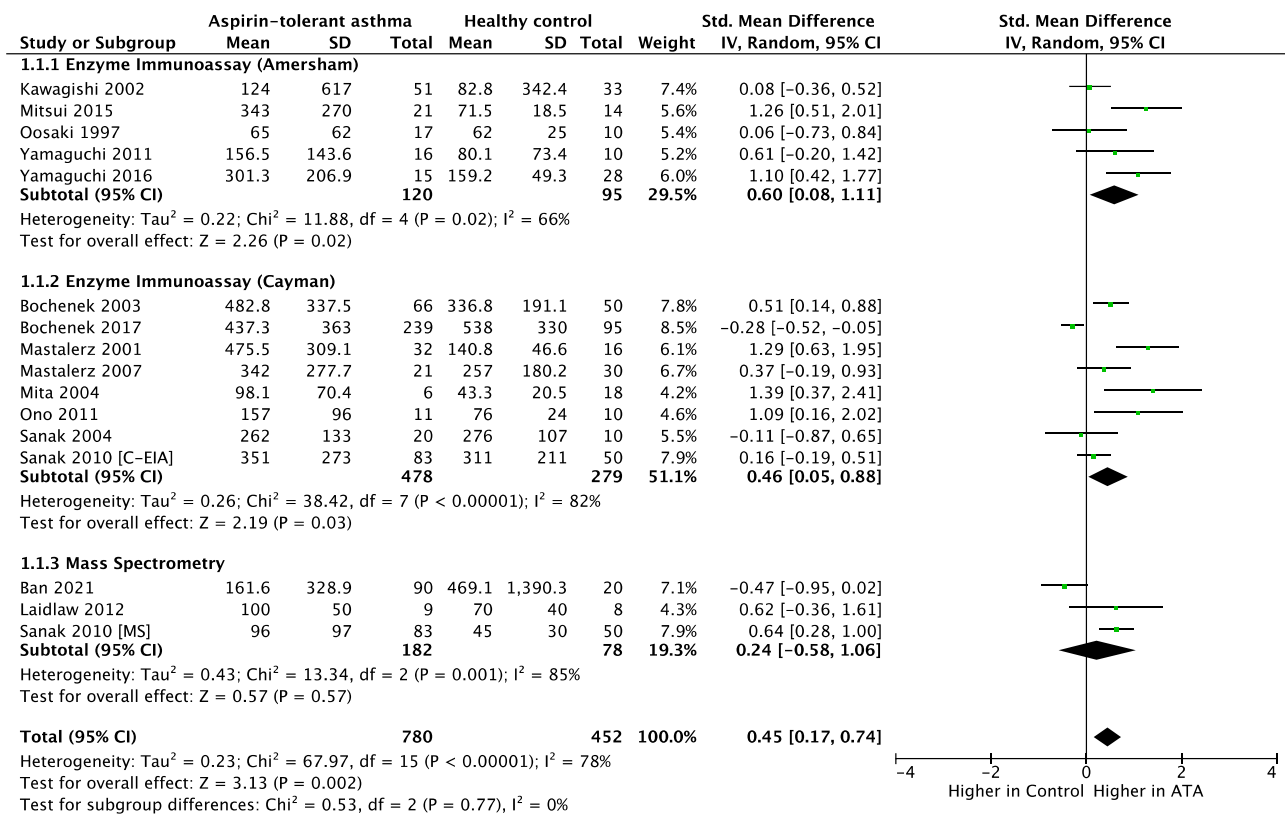 Aspirin-tolerant asthma Healthy control Std. Mean Difference Std. Mean Difference
Study or Subgroup Mean SD Total Mean SD Total Weight IV, Random, 95% CI IV, Random, 95% CI
1.1.1 Enzyme Immunoassay (Amersham)
Kawagishi 2002 124 617 51 82.8 342.4 33 7.4% 0.08 [-0.36, 0.52]
Mitsui 2015 343 270 21 71.5 18.5 14 5.6% 1.26 [0.51, 2.01]
Oosaki 1997 65 62 17 62 25 10 5.4% 0.06 [-0.73, 0.84]
Yamaguchi 2011 156.5 143.6 16 80.1 73.4 10 5.2% 0.61 [-0.20, 1.42]
Yamaguchi 2016 301.3 206.9 15 159.2 49.3 28 6.0% 1.10 [0.42, 1.77]
Subtotal (95% CI) 120 95 29.5% 0.60 [0.08, 1.11]
Heterogeneity: Tau² = 0.22; Chi² = 11.88, df = 4 (P = 0.02); I² = 66%
Test for overall effect: Z = 2.26 (P = 0.02)
1.1.2 Enzyme Immunoassay (Cayman)
Bochenek 2003 482.8 337.5 66 336.8 191.1 50 7.8% 0.51 [0.14, 0.88]
Bochenek 2017 437.3 363 239 538 330 95 8.5% -0.28 [-0.52, -0.05]
Mastalerz 2001 475.5 309.1 32 140.8 46.6 16 6.1% 1.29 [0.63, 1.95]
Mastalerz 2007 342 277.7 21 257 180.2 30 6.7% 0.37 [-0.19, 0.93]
Mita 2004 98.1 70.4 6 43.3 20.5 18 4.2% 1.39 [0.37, 2.41]
Ono 2011 157 96 11 76 24 10 4.6% 1.09 [0.16, 2.02]
Sanak 2004 262 133 20 276 107 10 5.5% -0.11 [-0.87, 0.65]
Sanak 2010 [C-EIA] 351 273 83 311 211 50 7.9% 0.16 [-0.19, 0.51]
Subtotal (95% CI) 478 279 51.1% 0.46 [0.05, 0.88]
Heterogeneity: Tau² = 0.26; Chi² = 38.42, df = 7 (P < 0.00001); I² = 82%
Test for overall effect: Z = 2.19 (P = 0.03)
1.1.3 Mass Spectrometry
Ban 2021 161.6 328.9 90 469.1 1,390.3 20 7.1% -0.47 [-0.95, 0.02]
Laidlaw 2012 100 50 9 70 40 8 4.3% 0.62 [-0.36, 1.61]
Sanak 2010 [MS] 96 97 83 45 30 50 7.9% 0.64 [0.28, 1.00]
Subtotal (95% CI) 182 78 19.3% 0.24 [-0.58, 1.06]
Heterogeneity: Tau² = 0.43; Chi² = 13.34, df = 2 (P = 0.001); I² = 85%
Test for overall effect: Z = 0.57 (P = 0.57)
Total (95% CI) 780 452 100.0% 0.45 [0.17, 0.74]
Heterogeneity: Tau² = 0.23; Chi² = 67.97, df = 15 (P < 0.00001); I² = 78%
Test for overall effect: Z = 3.13 (P = 0.002)
Test for subgroup differences: Chi² = 0.53, df = 2 (P = 0.77), I² = 0%
-4 -2 0 2 4
Higher in Control Higher in ATA